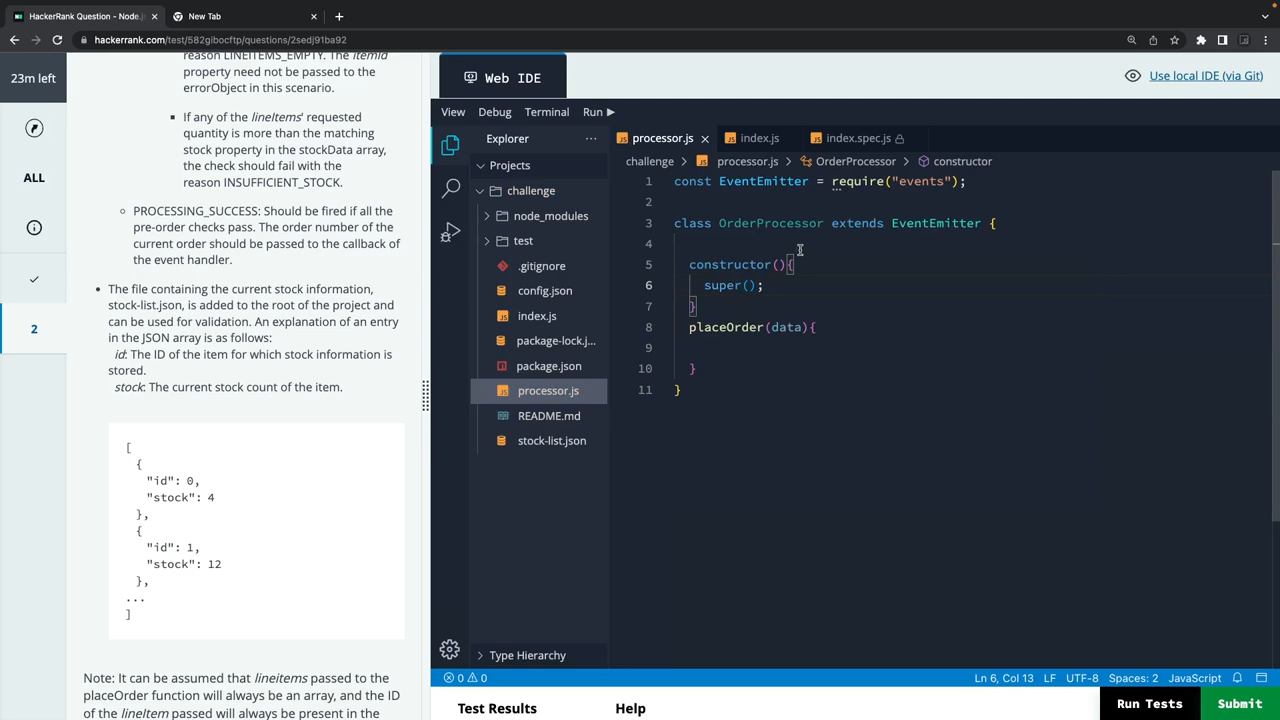 HackerRank Question - Node.j
New Tab
hackerrank.com/test/582gibocftp/questions/2sedj91ba92
23m left
ALL
2
reason LINEITEMS_EMPTY. The itemId
property need not be passed to the
errorObject in this scenario.
If any of the lineItems' requested
quantity is more than the matching
stock property in the stockData array,
the check should fail with the
reason INSUFFICIENT_STOCK.
PROCESSING_SUCCESS: Should be fired if all the
pre-order checks pass. The order number of the
current order should be passed to the callback of
the event handler.
The file containing the current stock information,
stock-list.json, is added to the root of the project and
can be used for validation. An explanation of an entry
in the JSON array is as follows:
id: The ID of the item for which stock information is
stored.
stock: The current stock count of the item.
[
{
"id": 0,
"stock": 4
},
{
"id": 1,
"stock": 12
},
...
]
Note: It can be assumed that lineitems passed to the
placeOrder function will always be an array, and the ID
of the lineItem passed will always be present in the
Web IDE
Use local IDE (via Git)
View Debug Terminal Run
Explorer
Projects
challenge
node_modules
test
.gitignore
config.json
index.js
package-lock.j...
package.json
processor.js
README.md
stock-list.json
Type Hierarchy
processor.js index.js index.spec.js
challenge > processor.js > OrderProcessor > constructor
1 const EventEmitter = require("events");
2
3 class OrderProcessor extends EventEmitter {
4
5 constructor(){
6 super();
7 }
8 placeOrder(data){
9
10 }
11 }
0 0 Ln 6, Col 13 LF UTF-8 Spaces: 2 JavaScript
Test Results Help Run Tests Submit